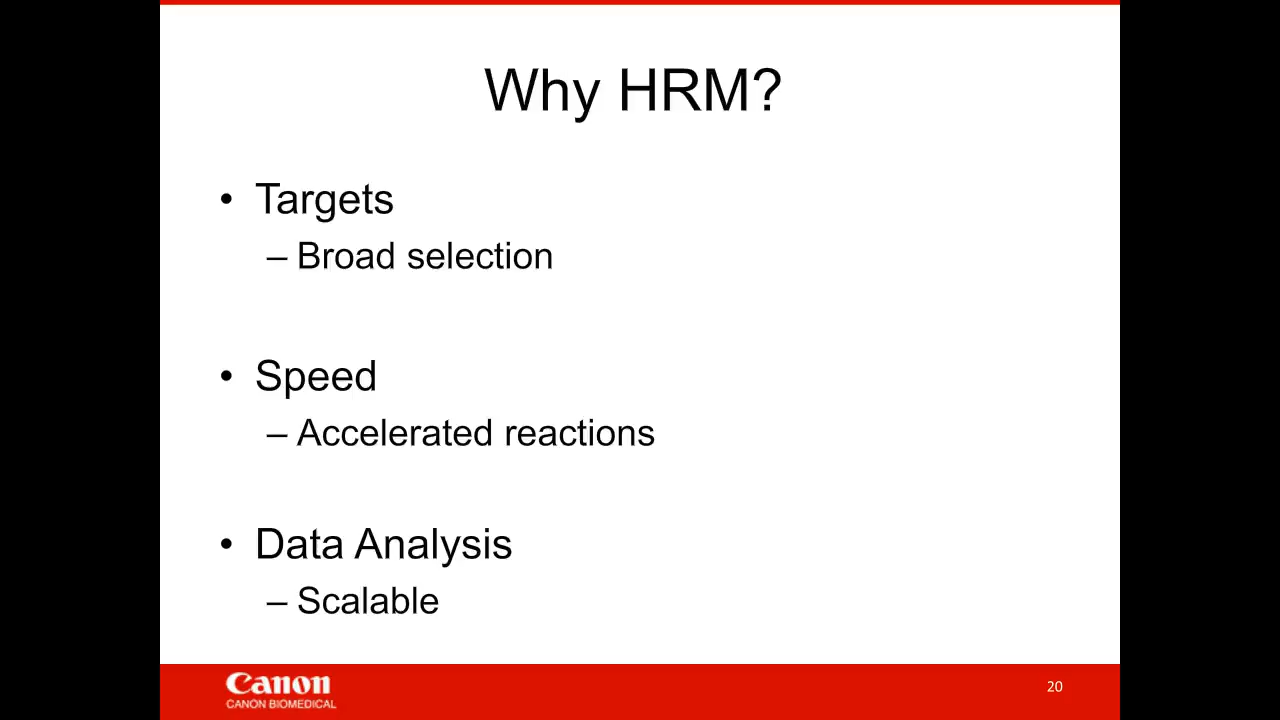 Why HRM?
• Targets
– Broad selection
• Speed
– Accelerated reactions
• Data Analysis
– Scalable
Canon
CANON BIOMEDICAL
20